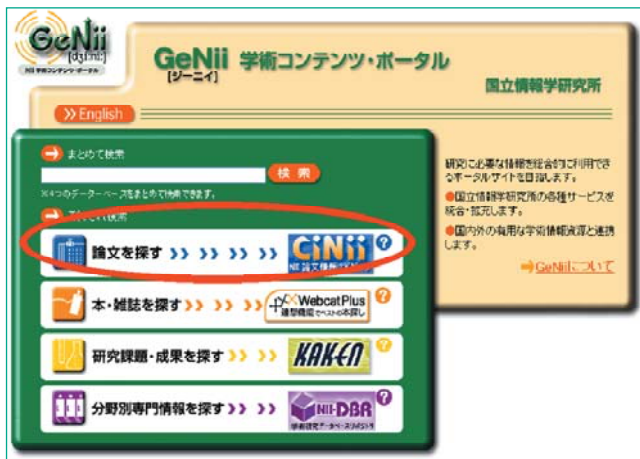 GeNii
[dʒí:ni:]
NII 学術コンテンツ・ポータル
GeNii 学術コンテンツ・ポータル
[ジーニイ]
国立情報学研究所
English
まとめて検索
検索
※4つのデーターベースをまとめて検索できます。
検索
論文を探す
CiNii
?
本・雑誌を探す
WebcatPlus
連想機能でベストの本探し
?
研究課題・成果を探す
KAKEN
?
分野別専門情報を探す
NII-DBR
学術研究データベース・リポジトリ
?
研究に必要な情報を総合的に利用でき
るポータルサイトを目指します。
●国立情報学研究所の各種サービスを
統合・拡充します。
●国内外の有用な学術情報資源と連携
します。
GeNiiについて